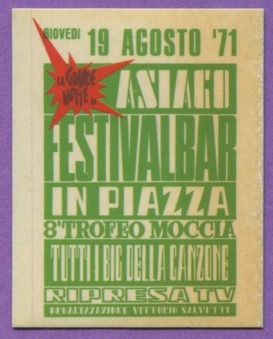 GIOVEDI 19 AGOSTO '71
LA GRANDE
NOTTE DI
ASIAGO
FESTIVALBAR
IN PIAZZA
8° TROFEO MOCCIA
TUTTI I BIG DELLA CANZONE
RIPRESA TV
ORGANIZZAZIONE VITTORIO SALVETTI